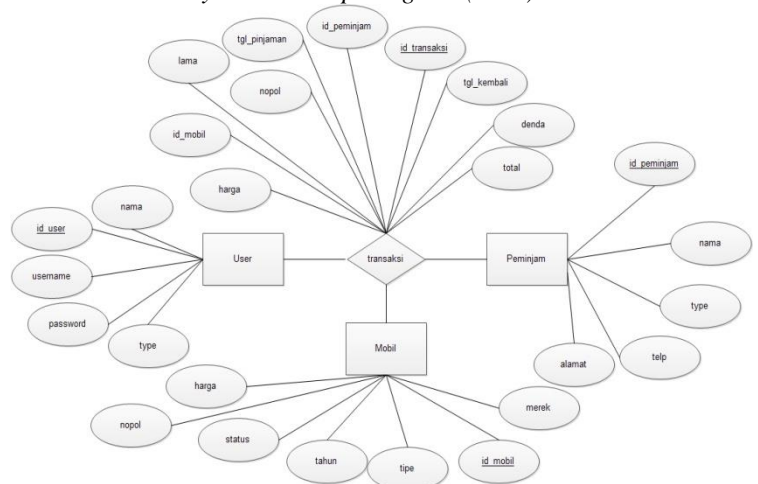 id_peminjam
tgl_pinjaman
id_transaksi
lama
tgl_kembali
nopol
id_mobil
denda
total
harga
id_peminjam
nama
id_user
User
transaksi
Peminjam
nama
username
type
password
type
Mobil
telp
alamat
harga
merek
nopol
status
tahun
tipe
id_mobil